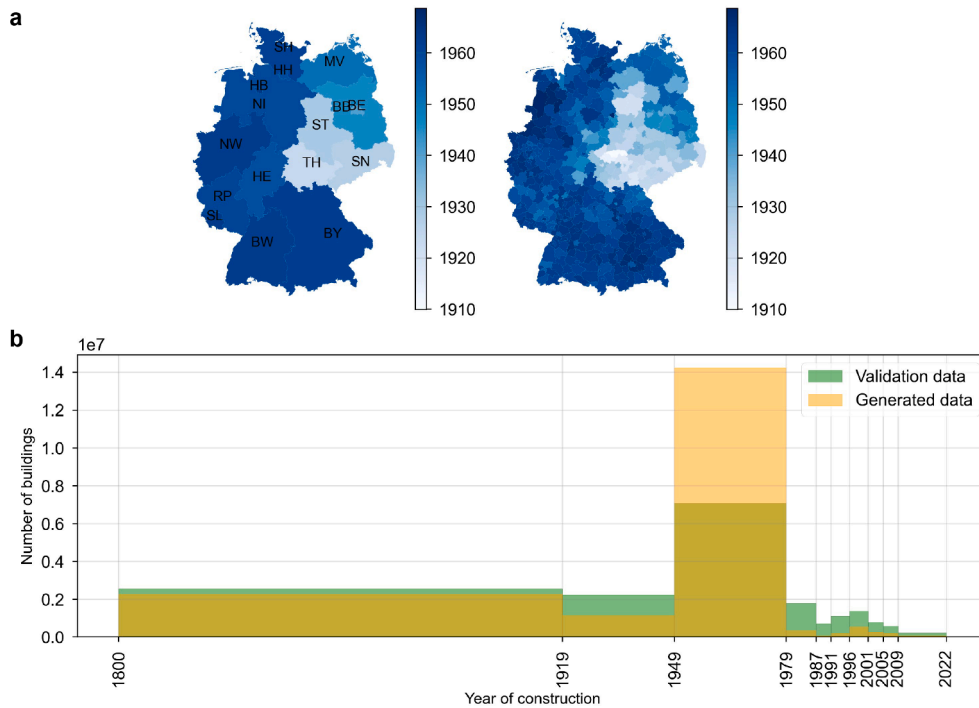 a
SH
HH
MV
HB
NI
BB
BE
ST
NW
TH
SN
HE
RP
SL
BW
BY
1960
1950
1940
1930
1920
1910
1960
1950
1940
1930
1920
1910
b
1e7
Number of buildings
1.4
1.2
1.0
0.8
0.6
0.4
0.2
0.0
Validation data
Generated data
1800
1919
1949
1979
1987
1991
1996
2001
2005
2009
2022
Year of construction